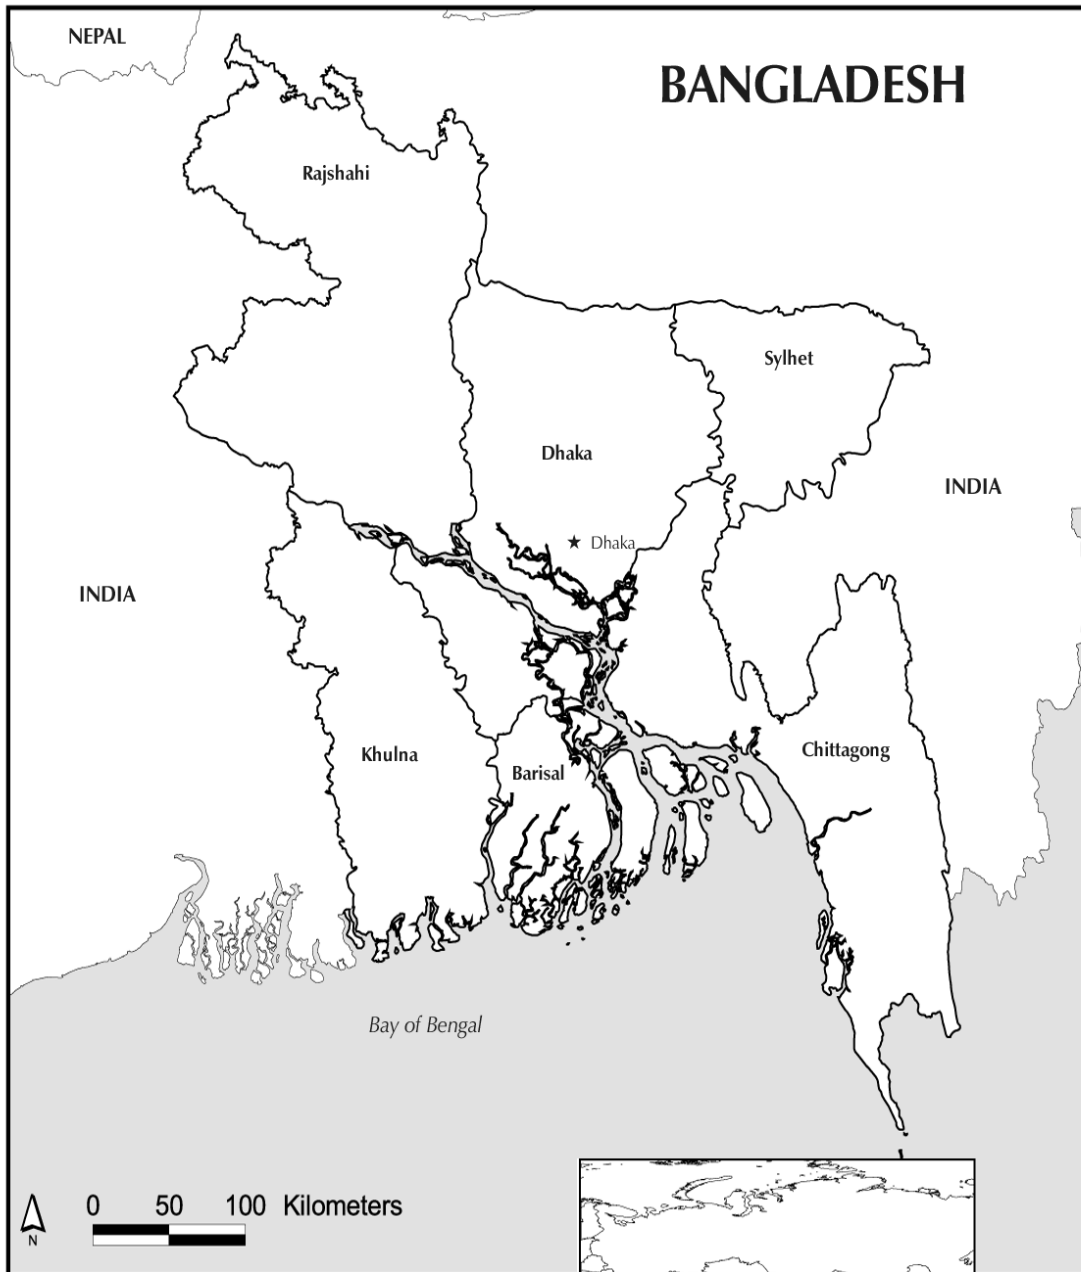 NEPAL
BANGLADESH
Rajshahi
Sylhet
Dhaka
INDIA
Dhaka
INDIA
Khulna
Barisal
Chittagong
Bay of Bengal
0 50 100 Kilometers
N